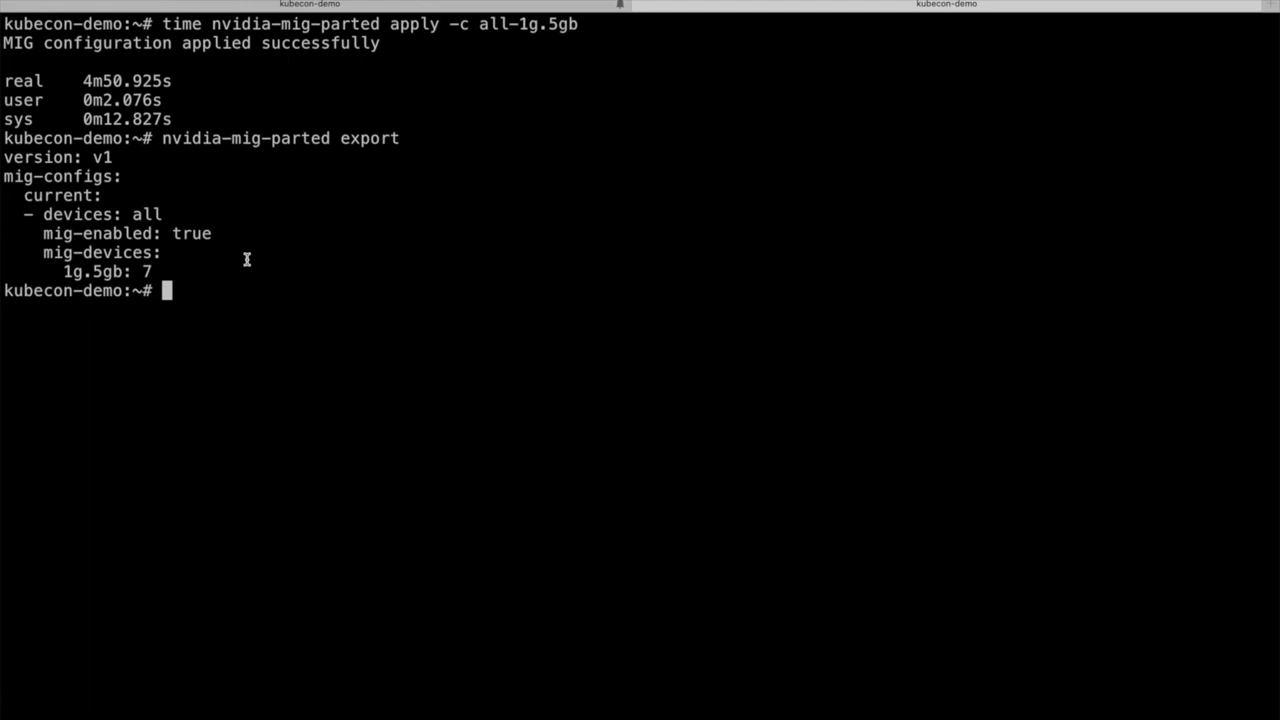 kubecon-demo kubecon-demo
kubecon-demo:~# time nvidia-mig-parted apply -c all-1g.5gb
MIG configuration applied successfully
real    4m50.925s
user    0m2.076s
sys     0m12.827s
kubecon-demo:~# nvidia-mig-parted export
version: v1
mig-configs:
  current:
  - devices: all
    mig-enabled: true
    mig-devices:
      1g.5gb: 7
kubecon-demo:~#